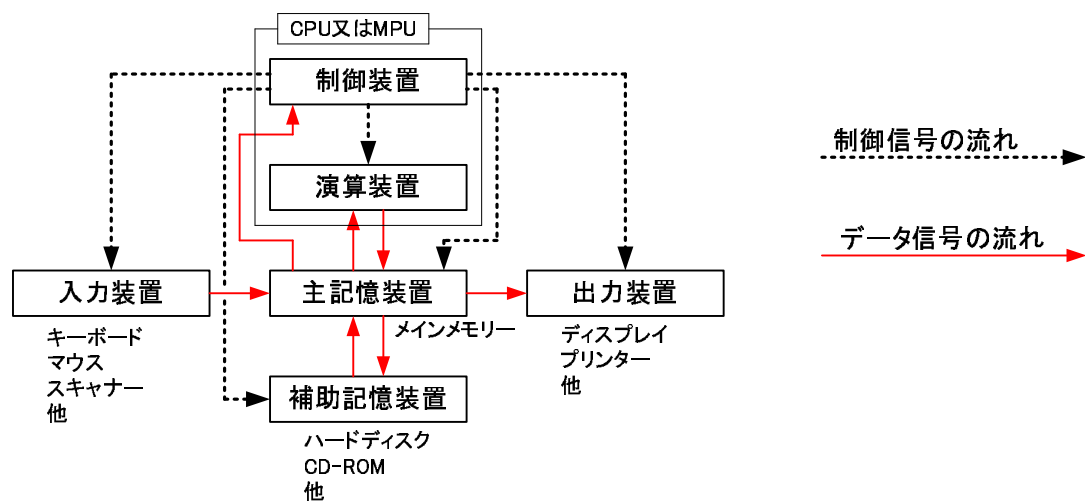 CPU又はMPU
制御装置
演算装置
制御信号の流れ
データ信号の流れ
入力装置
主記憶装置
出力装置
キーボード
マウス
スキャナー
他
メインメモリー
ディスプレイ
プリンター
他
補助記憶装置
ハードディスク
CD-ROM
他